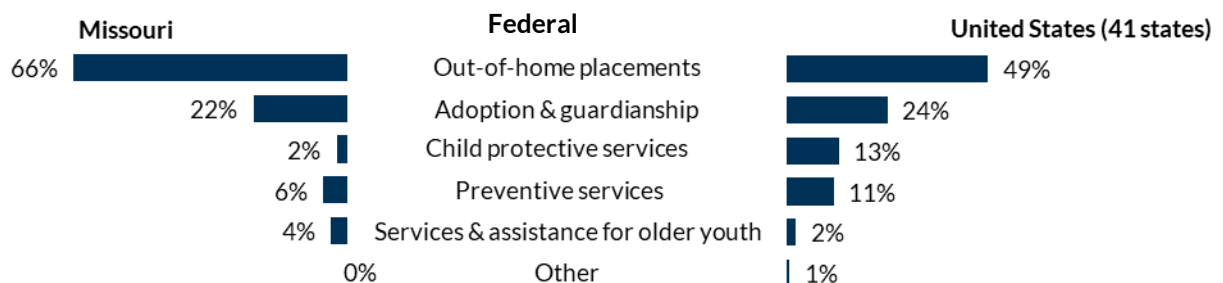 Missouri Federal United States (41 states)
66% Out-of-home placements 49%
22% Adoption & guardianship 24%
2% Child protective services 13%
6% Preventive services 11%
4% Services & assistance for older youth 2%
0% Other 1%